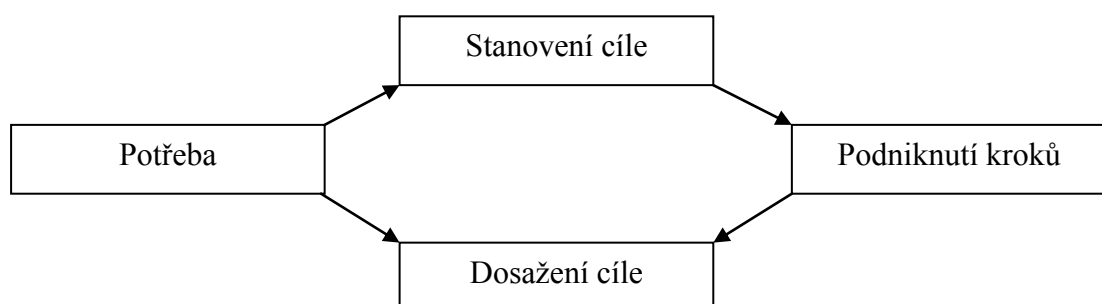 Stanovení cíle
Potřeba
Podniknutí kroků
Dosažení cíle